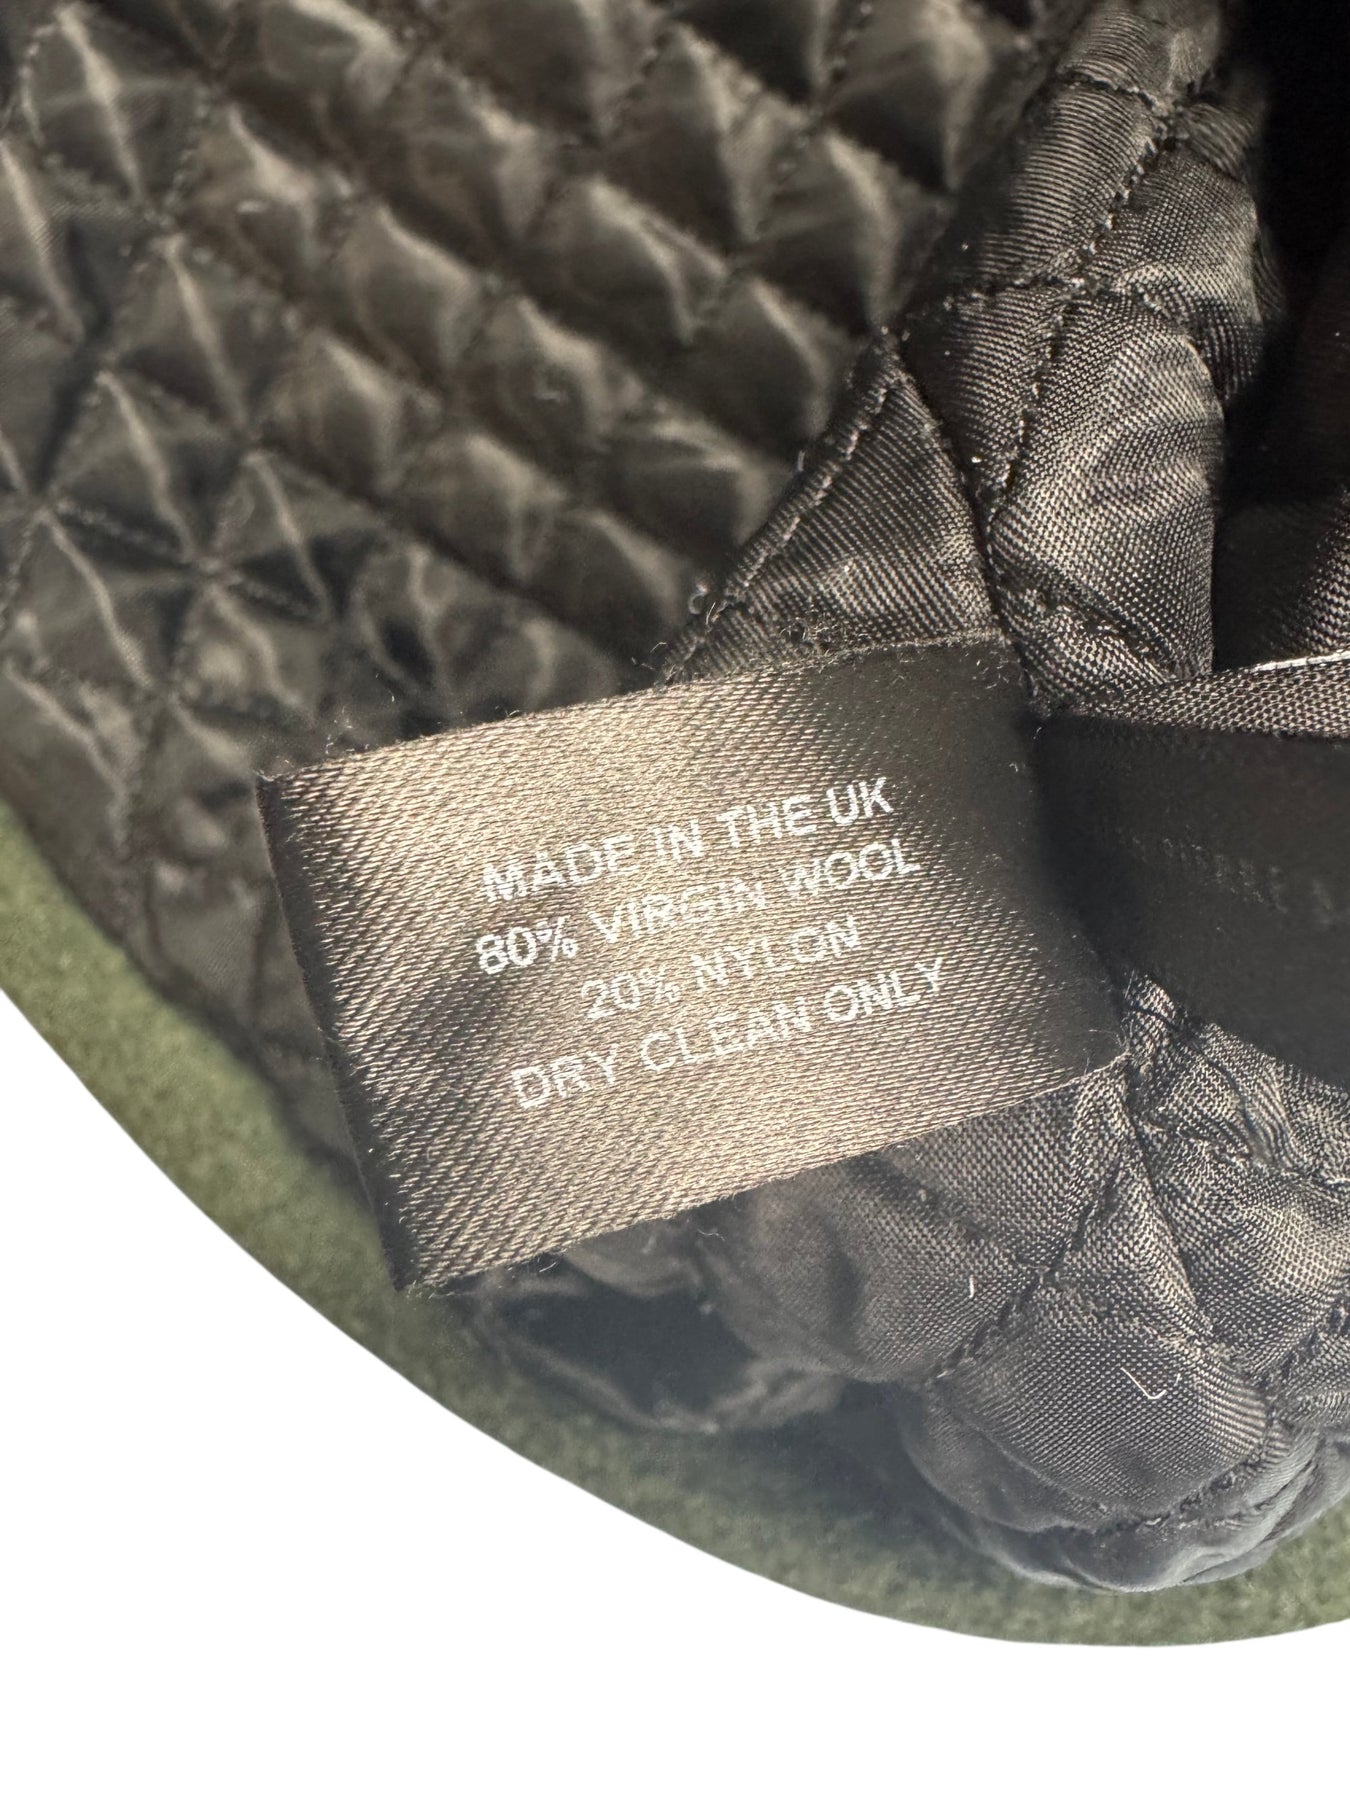 MADE IN THE UK
80% VIRGIN WOOL
20% NYLON
DRY CLEAN ONLY